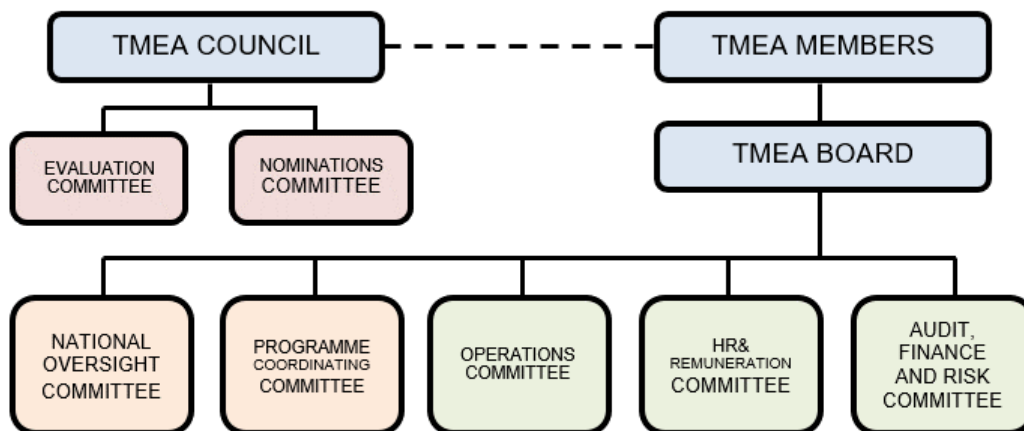 TMEA COUNCIL
TMEA MEMBERS
TMEA BOARD
EVALUATION
COMMITTEE
NOMINATIONS
COMMITTEE
NATIONAL
OVERSIGHT
COMMITTEE
PROGRAMME
COORDINATING
COMMITTEE
OPERATIONS
COMMITTEE
HR&
REMUNERATION
COMMITTEE
AUDIT,
FINANCE
AND RISK
COMMITTEE